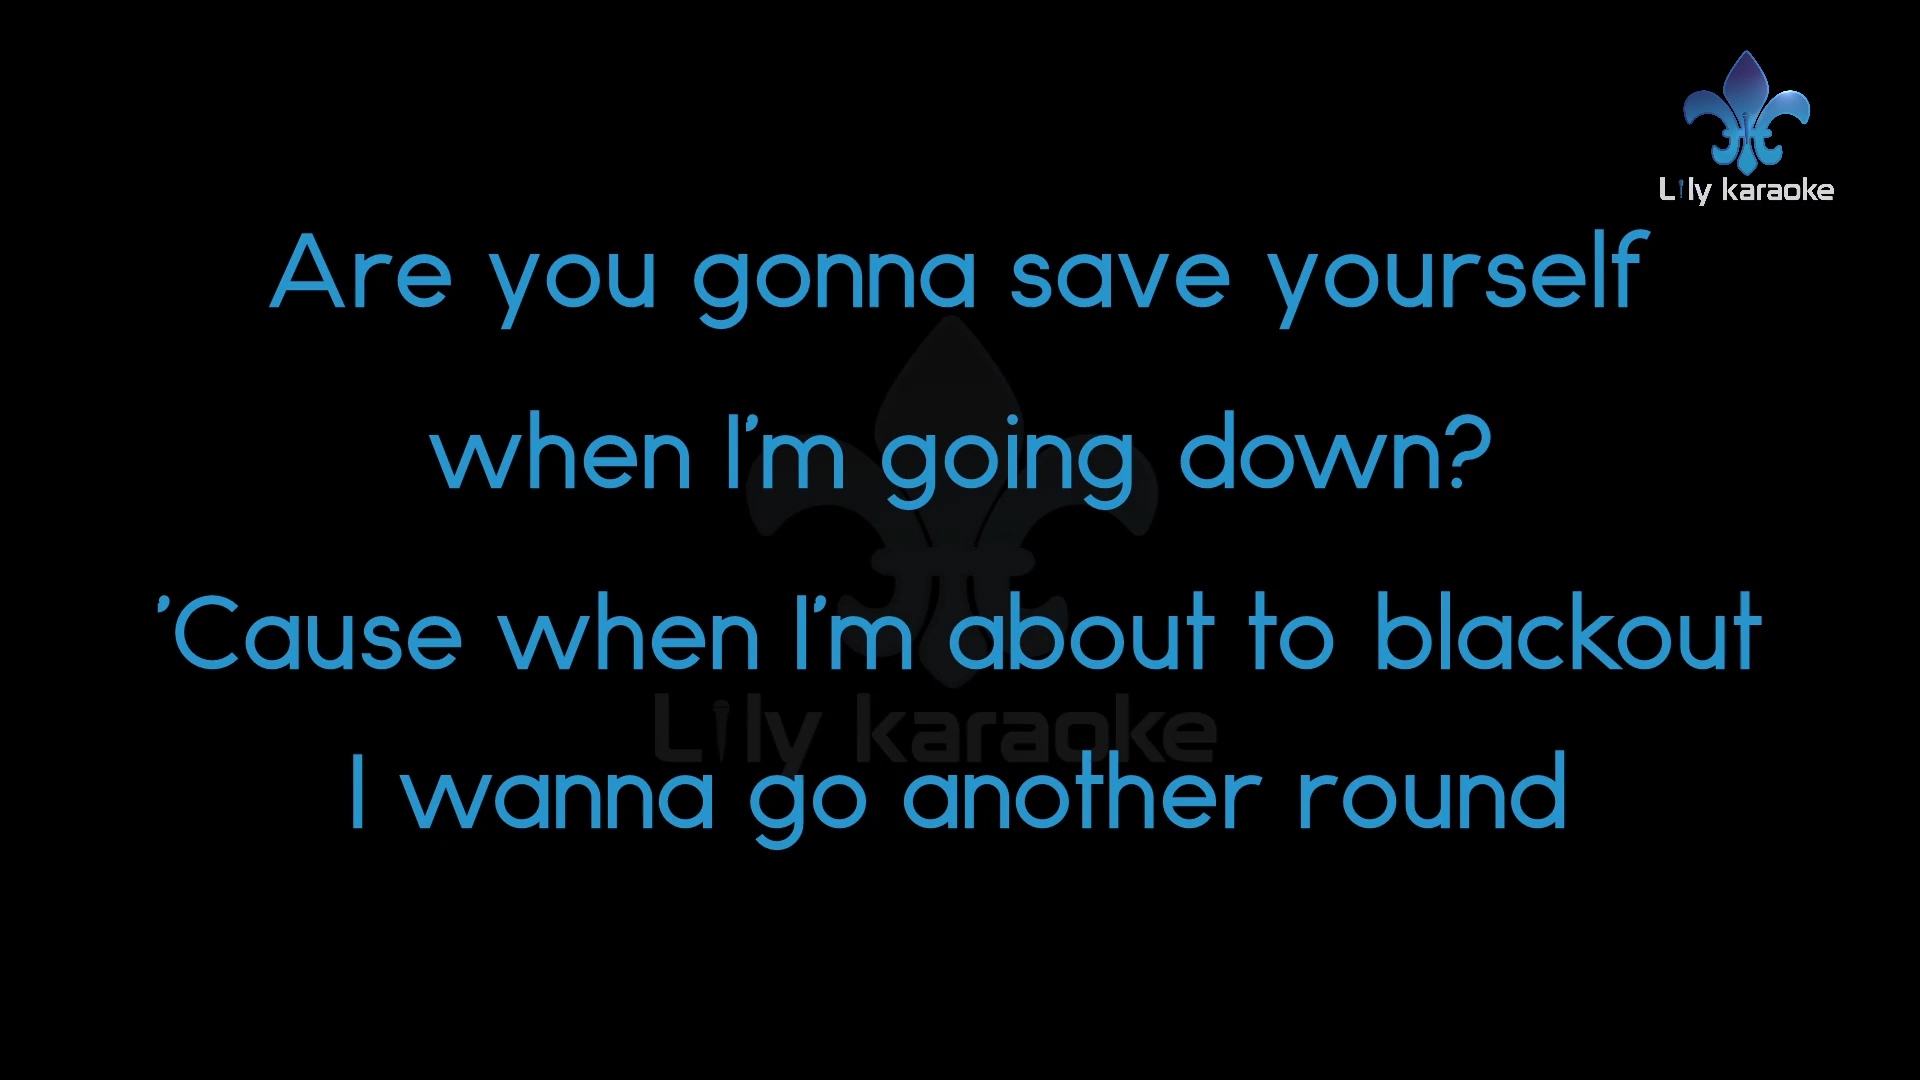 Lily karaoke
Are you gonna save yourself
when I'm going down?
'Cause when I'm about to blackout
Lily karaoke
I wanna go another round